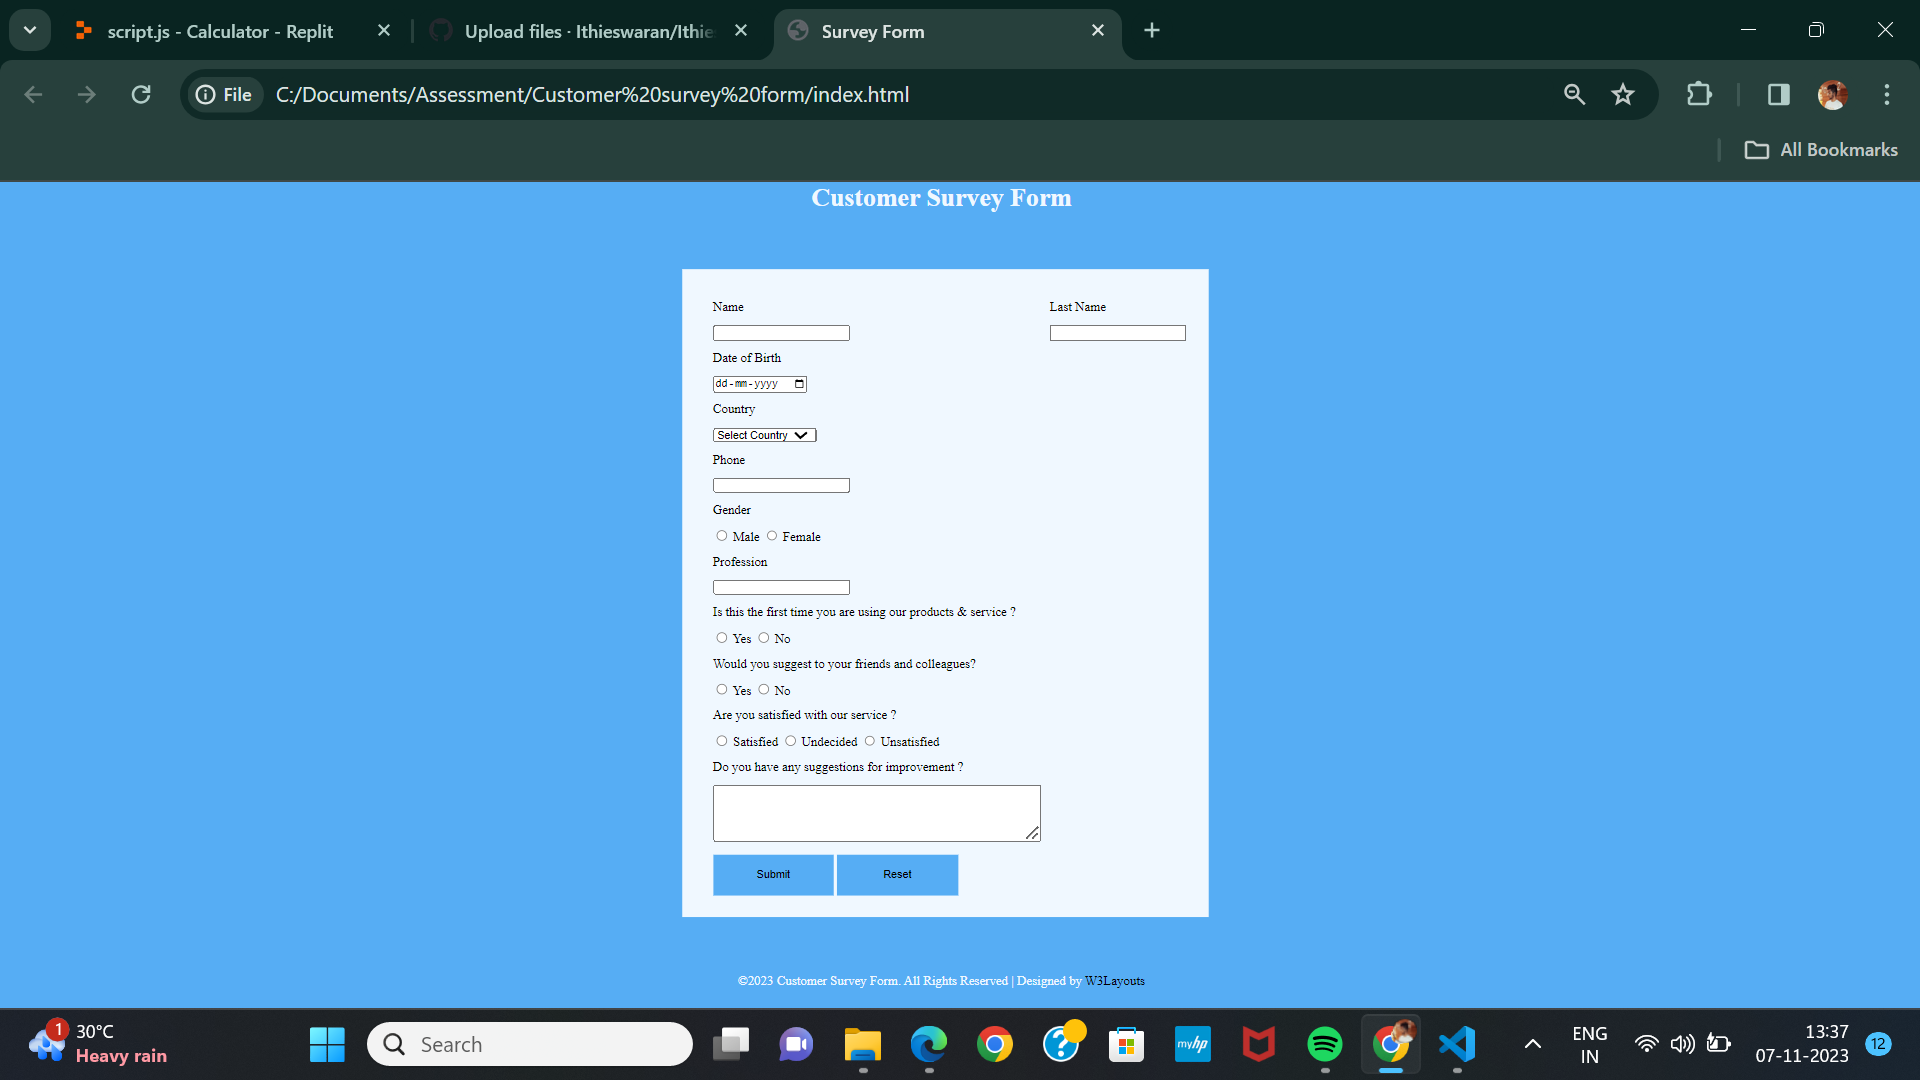 script.js - Calculator - Replit
Upload files · Ithieswaran/Ithie
Survey Form
File
C:/Documents/Assessment/Customer%20survey%20form/index.html
All Bookmarks
Customer Survey Form
Name Last Name
Date of Birth
dd-mm-yyyy
Country
Select Country
Phone
Gender
Male Female
Profession
Is this the first time you are using our products & service ?
Yes No
Would you suggest to your friends and colleagues?
Yes No
Are you satisfied with our service ?
Satisfied Undecided Unsatisfied
Do you have any suggestions for improvement ?
Submit Reset
©2023 Customer Survey Form. All Rights Reserved | Designed by W3Layouts
1
30°C
Heavy rain
Search
?
myhp
ENG
IN
13:37
07-11-2023
12